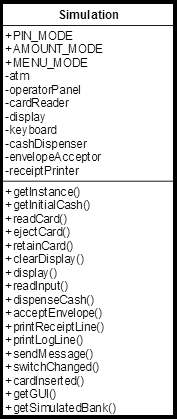 Simulation
+PIN_MODE
+AMOUNT_MODE
+MENU_MODE
-atm
-operatorPanel
-cardReader
-display
-keyboard
-cashDispenser
-envelopeAcceptor
-receiptPrinter
+getInstance()
+getInitialCash()
+readCard()
+ejectCard()
+retainCard()
+clearDisplay()
+display()
+readInput()
+dispenseCash()
+acceptEnvelope()
+printReceiptLine()
+printLogLine()
+sendMessage()
+switchChanged()
+cardInserted()
+getGUI()
+getSimulatedBank()